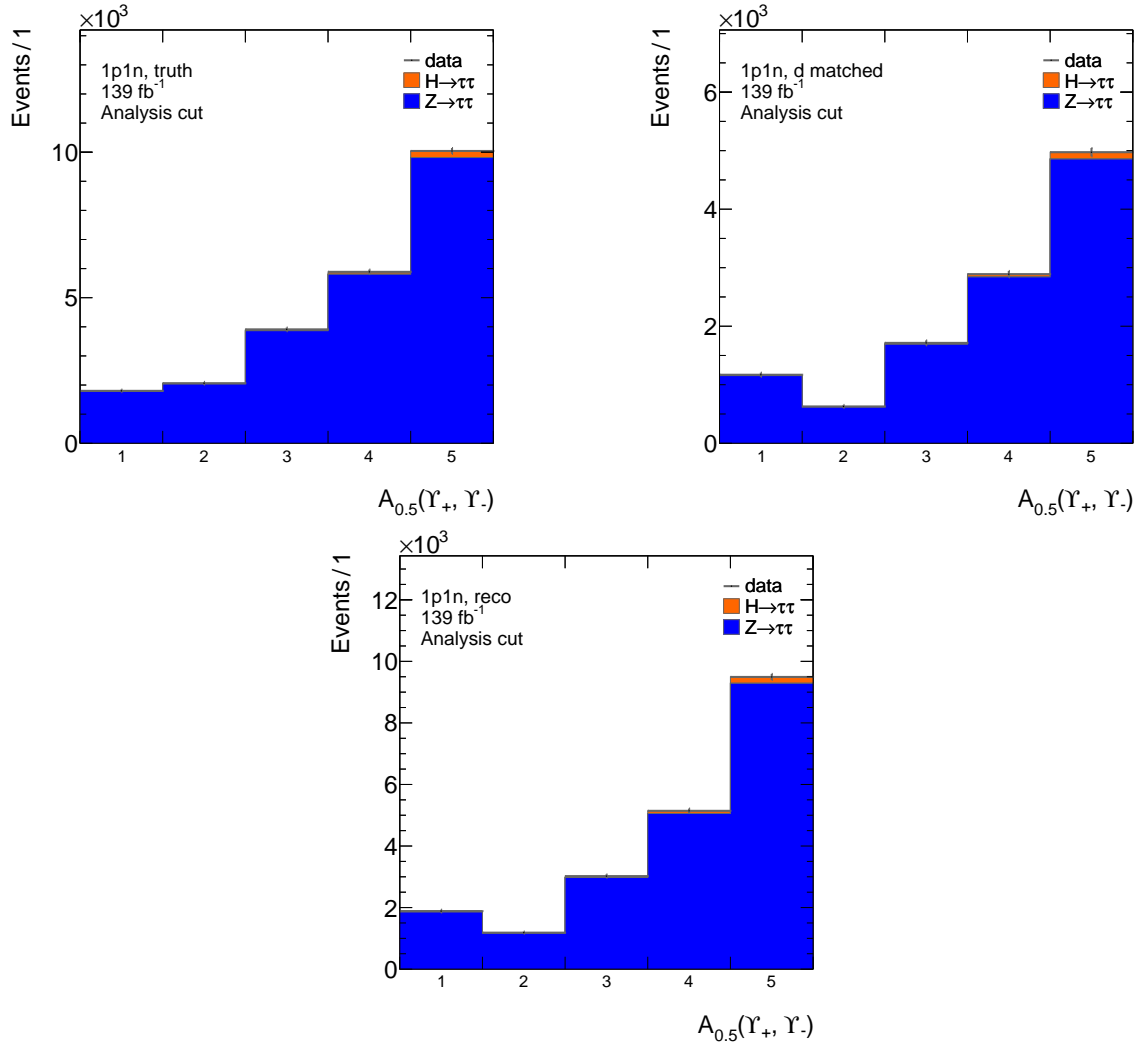 ×10³
Events / 1
1p1n, truth
139 fb⁻¹
Analysis cut
data
H→ττ
Z→ττ
10
5
0
1 2 3 4 5
A₀.₅(ϒ₊, ϒ₋)
×10³
Events / 1
1p1n, d matched
139 fb⁻¹
Analysis cut
data
H→ττ
Z→ττ
6
4
2
0
1 2 3 4 5
A₀.₅(ϒ₊, ϒ₋)
×10³
Events / 1
1p1n, reco
139 fb⁻¹
Analysis cut
data
H→ττ
Z→ττ
12
10
8
6
4
2
0
1 2 3 4 5
A₀.₅(ϒ₊, ϒ₋)